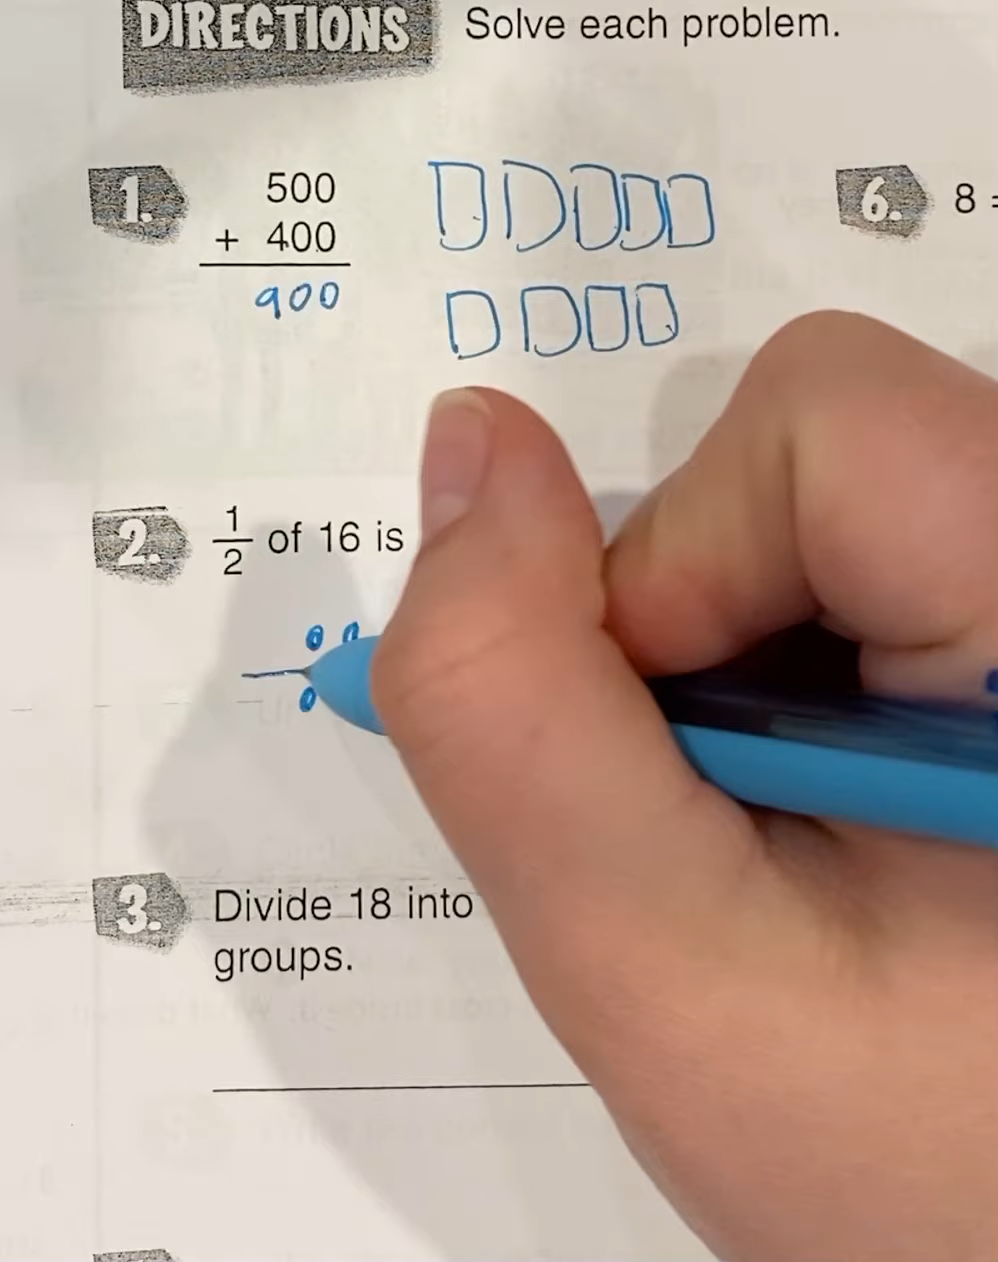 DIRECTIONS Solve each problem.
1. 500
+ 400
900
6. 8 =
2. 1/2 of 16 is
3. Divide 18 into
groups.